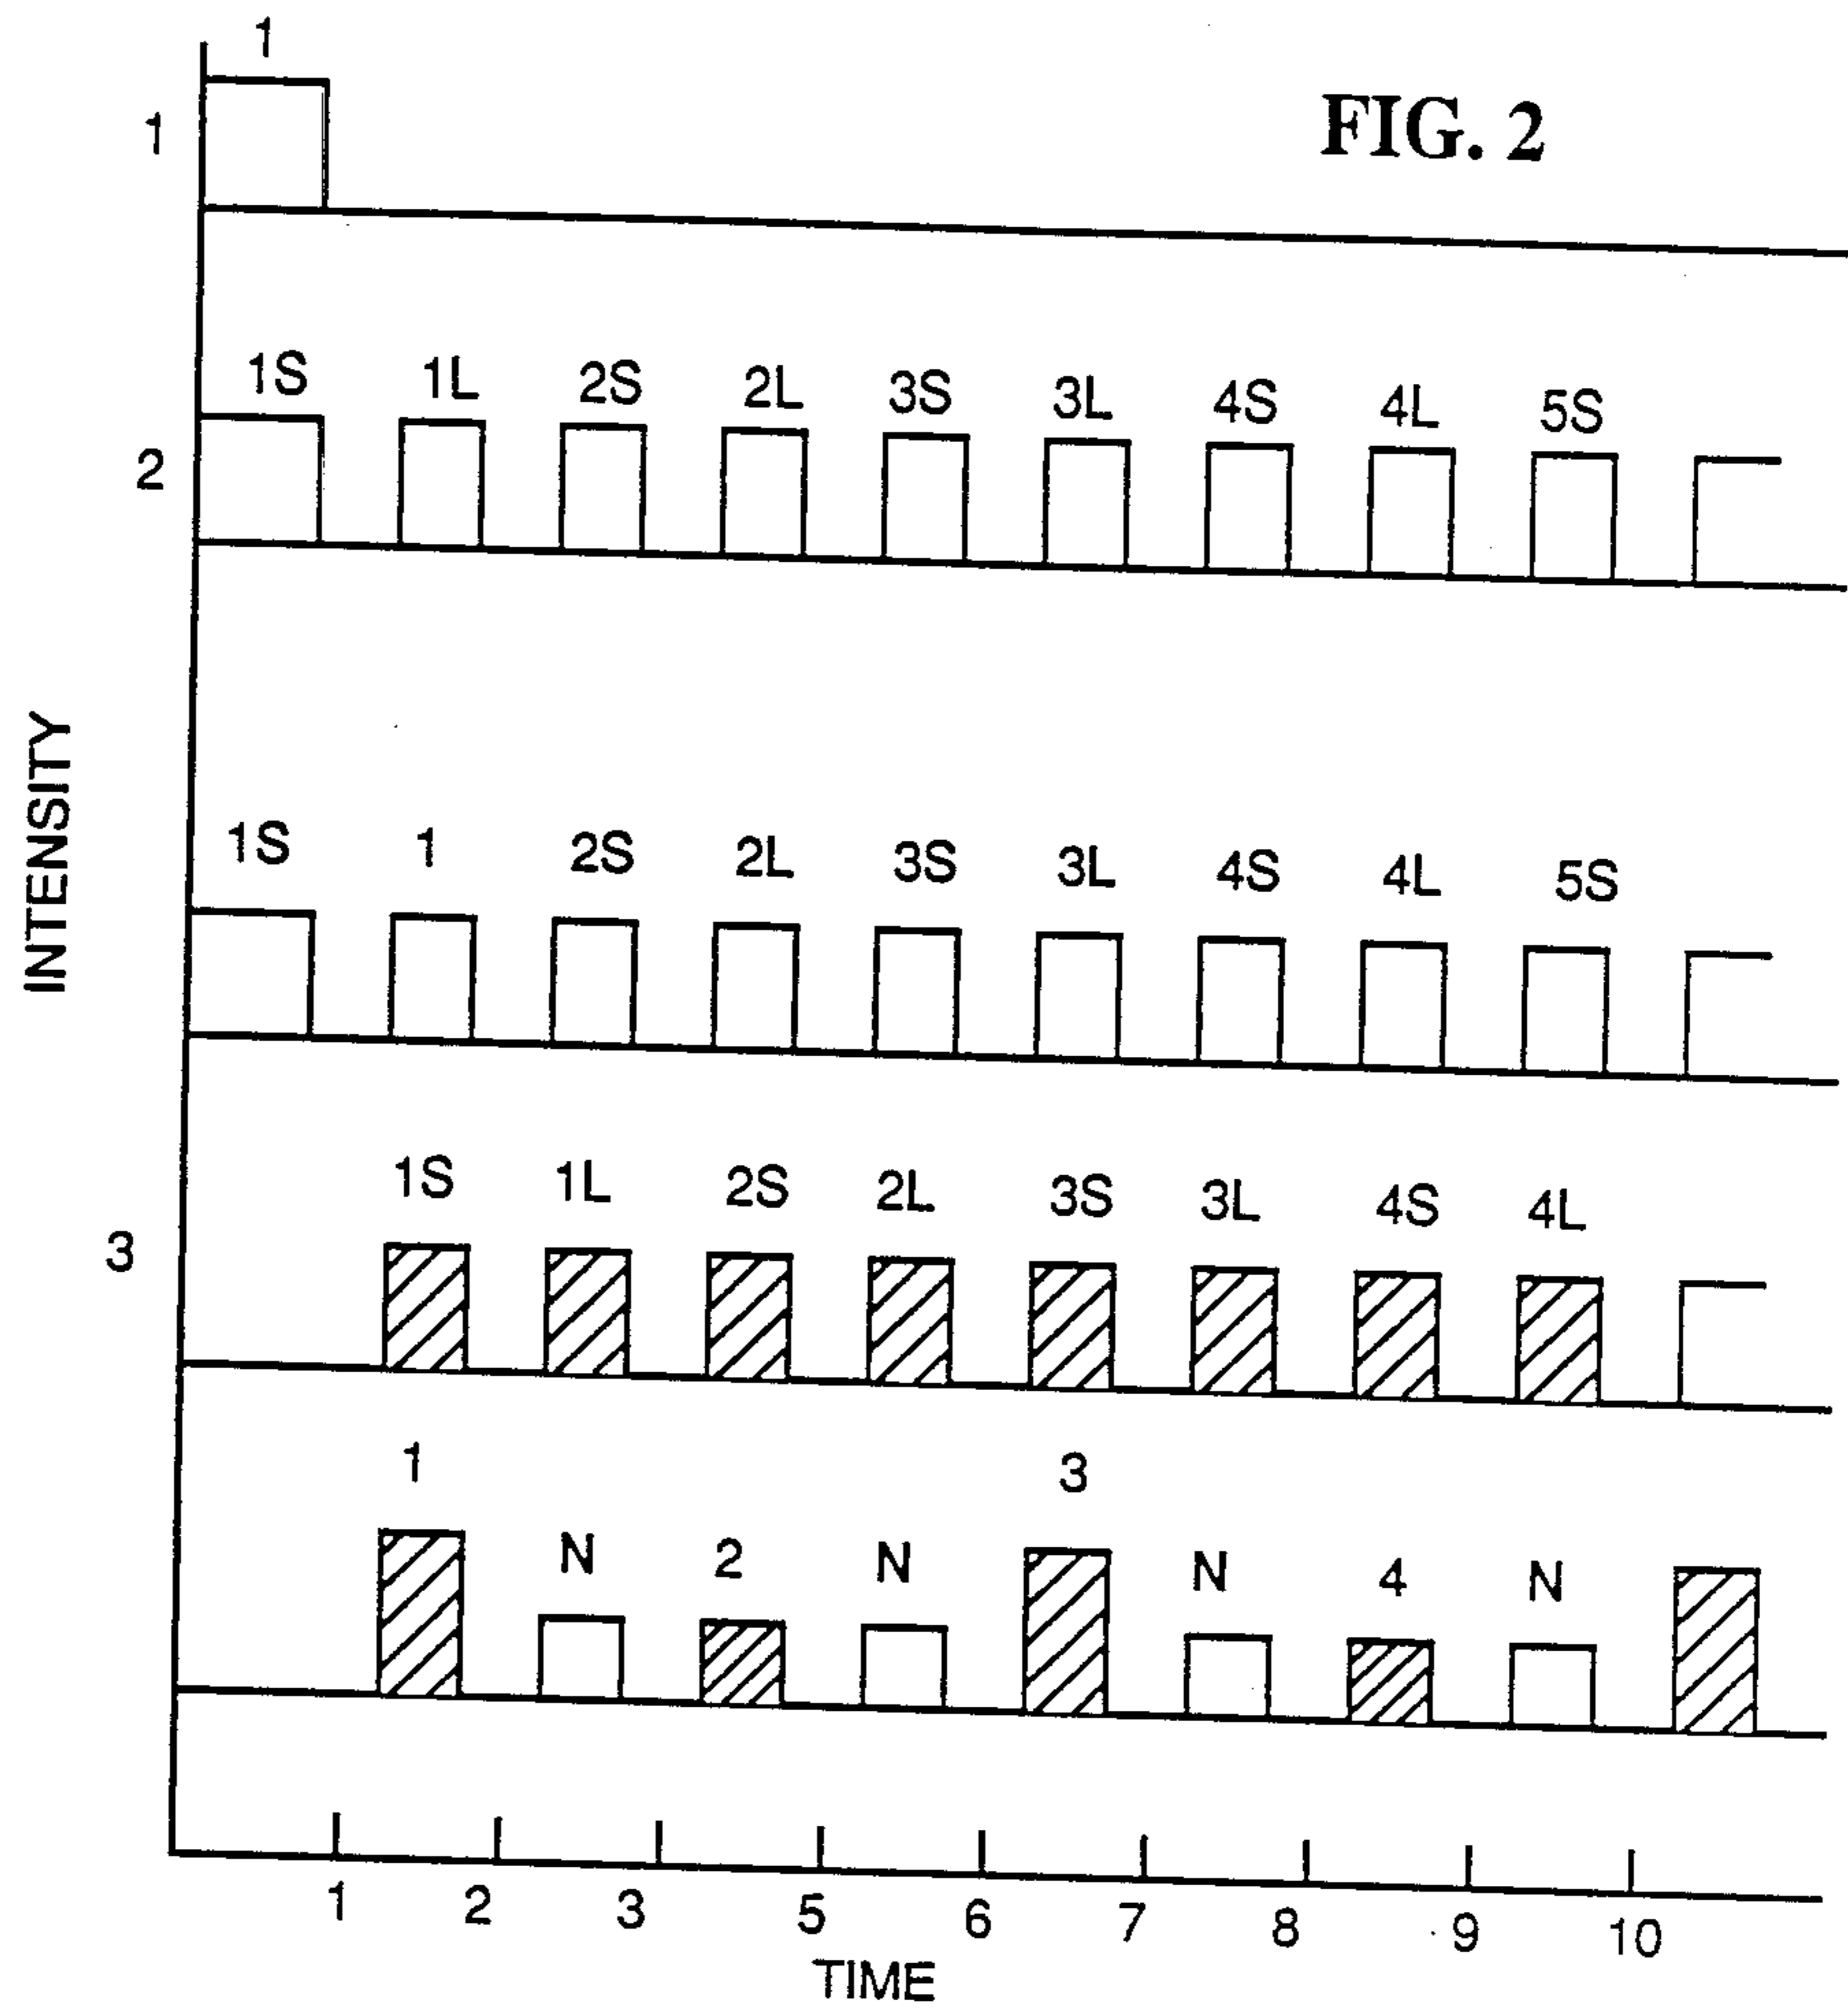 1
FIG. 2
1
1S 1L 2S 2L 3S 3L 4S 4L 5S
2
INTENSITY
1S 1 2S 2L 3S 3L 4S 4L 5S
1S 1L 2S 2L 3S 3L 4S 4L
3
1 3
N 2 N N 4 N
1 2 3 5 6 7 8 9 10
TIME